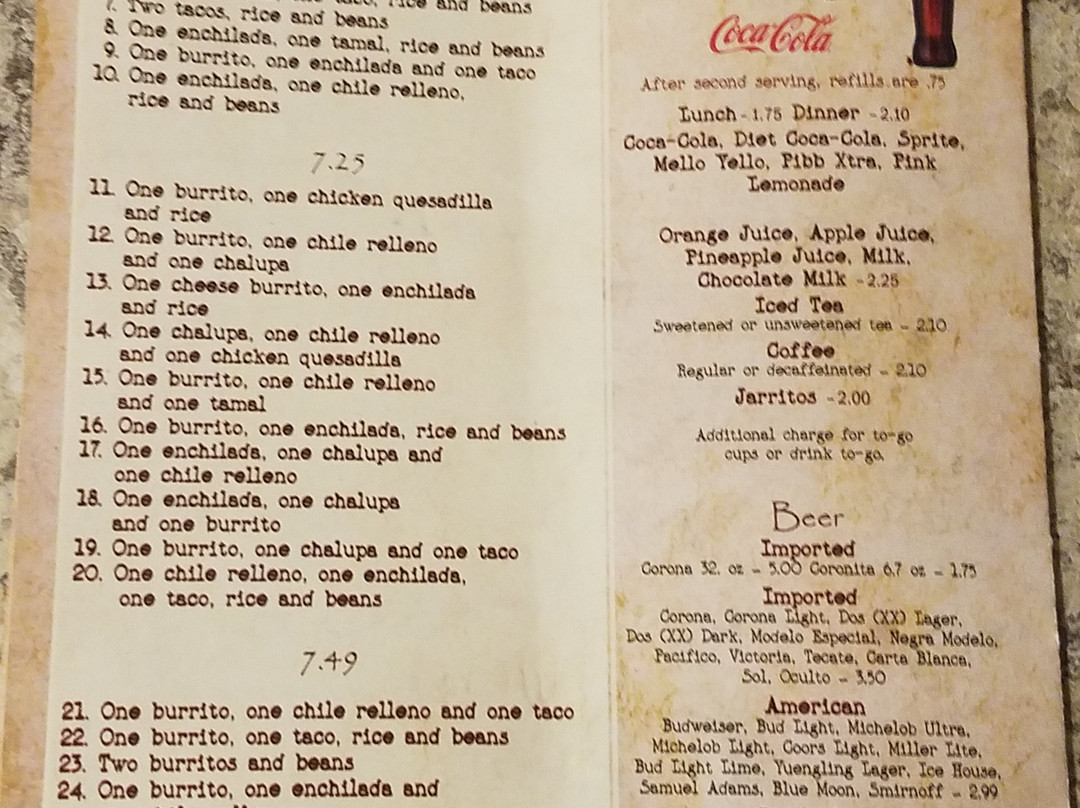 rice and beans
7. Two tacos, rice and beans
8. One enchilada, one tamal, rice and beans
9. One burrito, one enchilada and one taco
10. One enchilada, one chile relleno,
rice and beans
7.25
11. One burrito, one chicken quesadilla
and rice
12. One burrito, one chile relleno
and one chalupa
13. One cheese burrito, one enchilada
and rice
14. One chalupa, one chile relleno
and one chicken quesadilla
15. One burrito, one chile relleno
and one tamal
16. One burrito, one enchilada, rice and beans
17. One enchilada, one chalupa and
one chile relleno
18. One enchilada, one chalupa
and one burrito
19. One burrito, one chalupa and one taco
20. One chile relleno, one enchilada,
one taco, rice and beans
7.49
21. One burrito, one chile relleno and one taco
22. One burrito, one taco, rice and beans
23. Two burritos and beans
24. One burrito, one enchilada and
Coca-Cola
After second serving, refills are .75
Lunch - 1.75 Dinner - 2.10
Coca-Cola, Diet Coca-Cola, Sprite,
Mello Yello, Pibb Xtra, Pink
Lemonade
Orange Juice, Apple Juice,
Pineapple Juice, Milk,
Chocolate Milk - 2.25
Iced Tea
Sweetened or unsweetened tea - 2.10
Coffee
Regular or decaffeinated - 2.10
Jarritos - 2.00
Additional charge for to-go
cups or drink to-go.
Beer
Imported
Corona 32. oz - 5.00 Coronita 6.7 oz - 1.75
Imported
Corona, Corona Light, Dos (XX) Lager,
Dos (XX) Dark, Modelo Especial, Negra Modelo,
Pacifico, Victoria, Tecate, Carta Blanca,
Sol, Oculto - 3.50
American
Budweiser, Bud Light, Michelob Ultra,
Michelob Light, Coors Light, Miller Lite,
Bud Light Lime, Yuengling Lager, Ice House,
Samuel Adams, Blue Moon, Smirnoff - 2.99